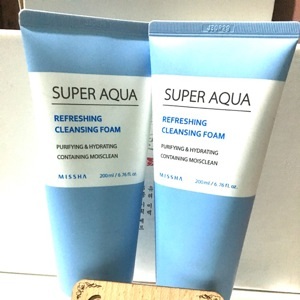 SUPER AQUA
REFRESHING
CLEANSING FOAM
PURIFYING & HYDRATING
CONTAINING MOISCLEAN
MISSHA
200ml / 6.76 fl. oz.
SUPER AQUA
REFRESHING
CLEANSING FOAM
PURIFYING & HYDRATING
CONTAINING MOISCLEAN
MISSHA
200ml / 6.76 fl. oz.